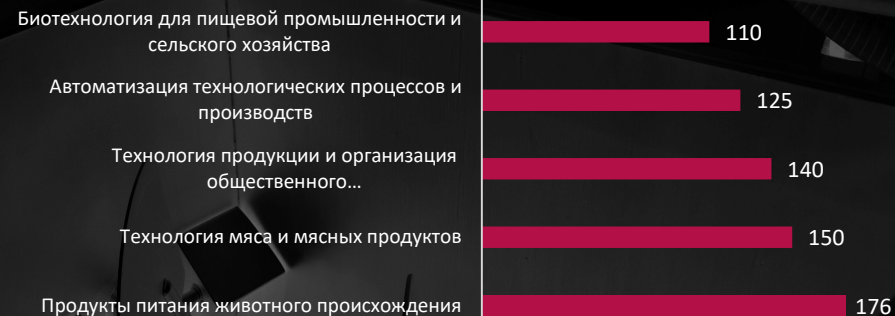 Биотехнология для пищевой промышленности и
сельского хозяйства
110
Автоматизация технологических процессов и
производств
125
Технология продукции и организация
общественного...
140
Технология мяса и мясных продуктов
150
Продукты питания животного происхождения
176